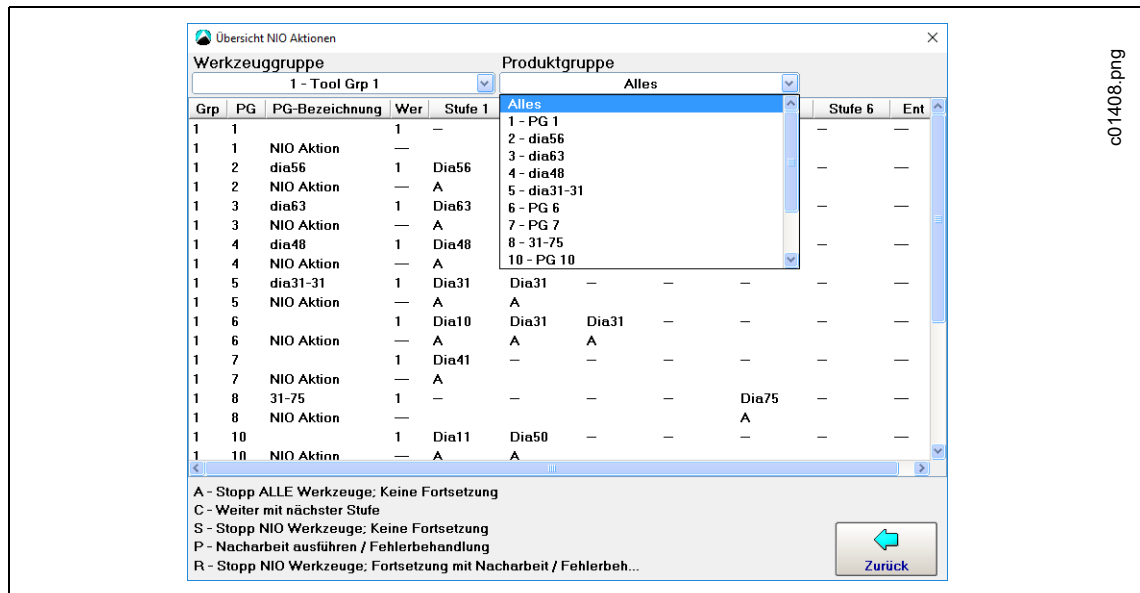 Übersicht NIO Aktionen
Werkzeuggruppe Produktgruppe
1 - Tool Grp 1 Alles
Grp PG PG-Bezeichnung Wer Stufe 1 Stufe 6 Ent
Alles
1 - PG 1
2 - dia56
3 - dia63
4 - dia48
5 - dia31-31
6 - PG 6
7 - PG 7
8 - 31-75
10 - PG 10
1 1 1 – – —
1 1 NIO Aktion —
1 2 dia56 1 Dia56 – —
1 2 NIO Aktion — A
1 3 dia63 1 Dia63 – —
1 3 NIO Aktion — A
1 4 dia48 1 Dia48 – —
1 4 NIO Aktion — A
1 5 dia31-31 1 Dia31 Dia31 – – – – —
1 5 NIO Aktion — A A
1 6 1 Dia10 Dia31 Dia31 – – – —
1 6 NIO Aktion — A A A
1 7 1 Dia41 – – – – – —
1 7 NIO Aktion — A
1 8 31-75 1 – – – – Dia75 – —
1 8 NIO Aktion — A
1 10 1 Dia11 Dia50 – – – – —
1 10 NIO Aktion — A A
A - Stopp ALLE Werkzeuge; Keine Fortsetzung
C - Weiter mit nächster Stufe
S - Stopp NIO Werkzeuge; Keine Fortsetzung
P - Nacharbeit ausführen / Fehlerbehandlung
R - Stopp NIO Werkzeuge; Fortsetzung mit Nacharbeit / Fehlerbeh...
Zurück
c01408.png